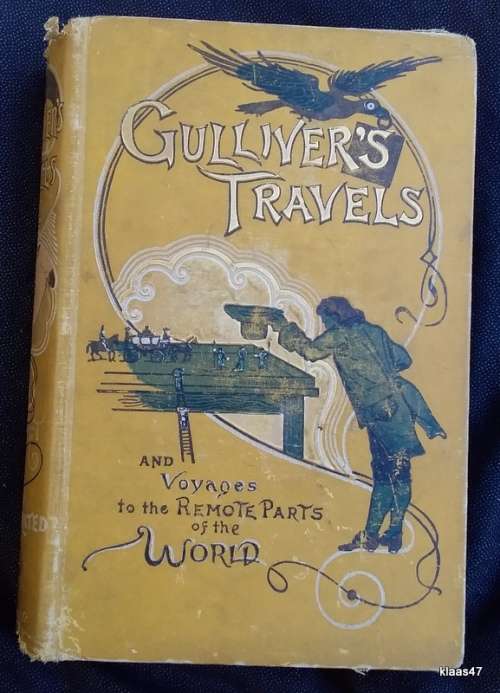 GULLIVER'S
TRAVELS
AND
Voyages
to the REMOTE PARTS
of the
WORLD
klaas47